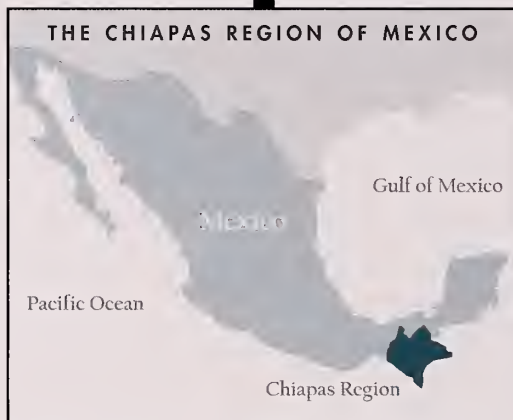 THE CHIAPAS REGION OF MEXICO
Gulf of Mexico
Mexico
Pacific Ocean
Chiapas Region